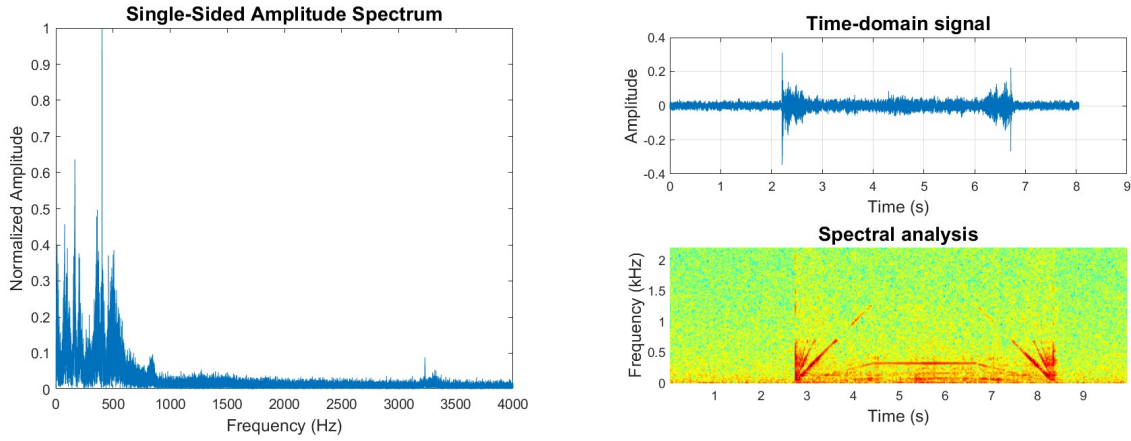 Single-Sided Amplitude Spectrum
1
0.9
0.8
0.7
0.6
0.5
0.4
0.3
0.2
0.1
0
Normalized Amplitude
0 500 1000 1500 2000 2500 3000 3500 4000
Frequency (Hz)
Time-domain signal
0.4
0.2
0
-0.2
-0.4
Amplitude
0 1 2 3 4 5 6 7 8 9
Time (s)
Spectral analysis
2
1.5
1
0.5
0
Frequency (kHz)
1 2 3 4 5 6 7 8 9
Time (s)